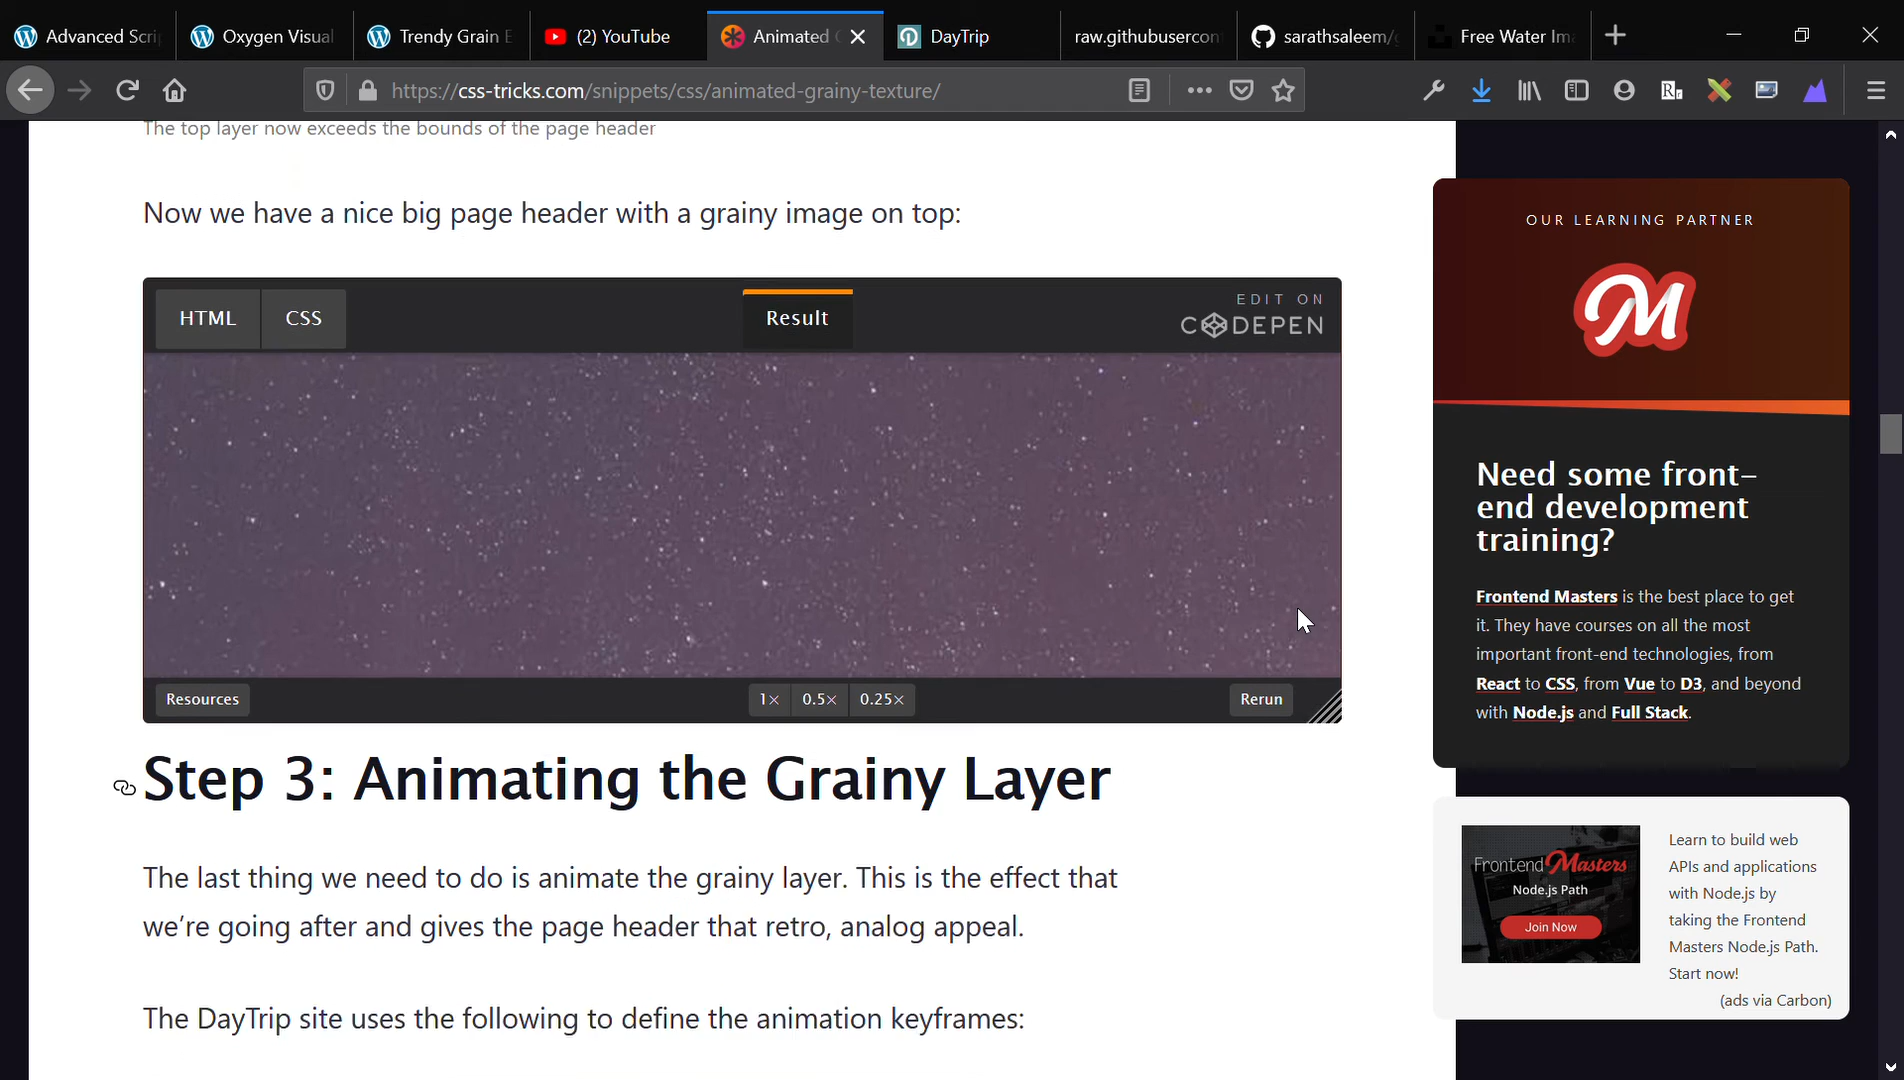 Advanced Scri
Oxygen Visual
Trendy Grain E
(2) YouTube
Animated
DayTrip
raw.githubusercon
sarathsaleem/g
Free Water Im
https://css-tricks.com/snippets/css/animated-grainy-texture/
The top layer now exceeds the bounds of the page header
Now we have a nice big page header with a grainy image on top:
HTML
CSS
Result
EDIT ON
CODEPEN
Resources
1×
0.5×
0.25×
Rerun
Step 3: Animating the Grainy Layer
The last thing we need to do is animate the grainy layer. This is the effect that
we’re going after and gives the page header that retro, analog appeal.
The DayTrip site uses the following to define the animation keyframes:
OUR LEARNING PARTNER
M
Need some front-
end development
training?
Frontend Masters is the best place to get
it. They have courses on all the most
important front-end technologies, from
React to CSS, from Vue to D3, and beyond
with Node.js and Full Stack.
Frontend Masters
Node.js Path
Join Now
Learn to build web
APIs and applications
with Node.js by
taking the Frontend
Masters Node.js Path.
Start now!
(ads via Carbon)